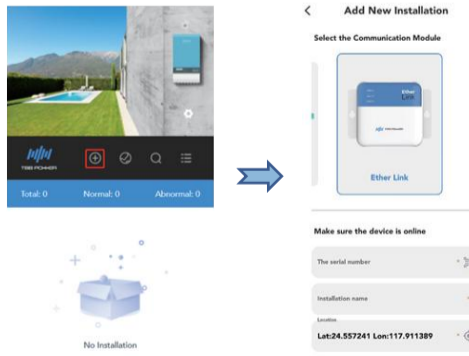 TBB POWER
Total: 0 Normal: 0 Abnormal: 0
No Installation
Add New Installation
Select the Communication Module
Ether
Link
Ether Link
Make sure the device is online
The serial number
Installation name
Location
Lat:24.557241 Lon:117.911389